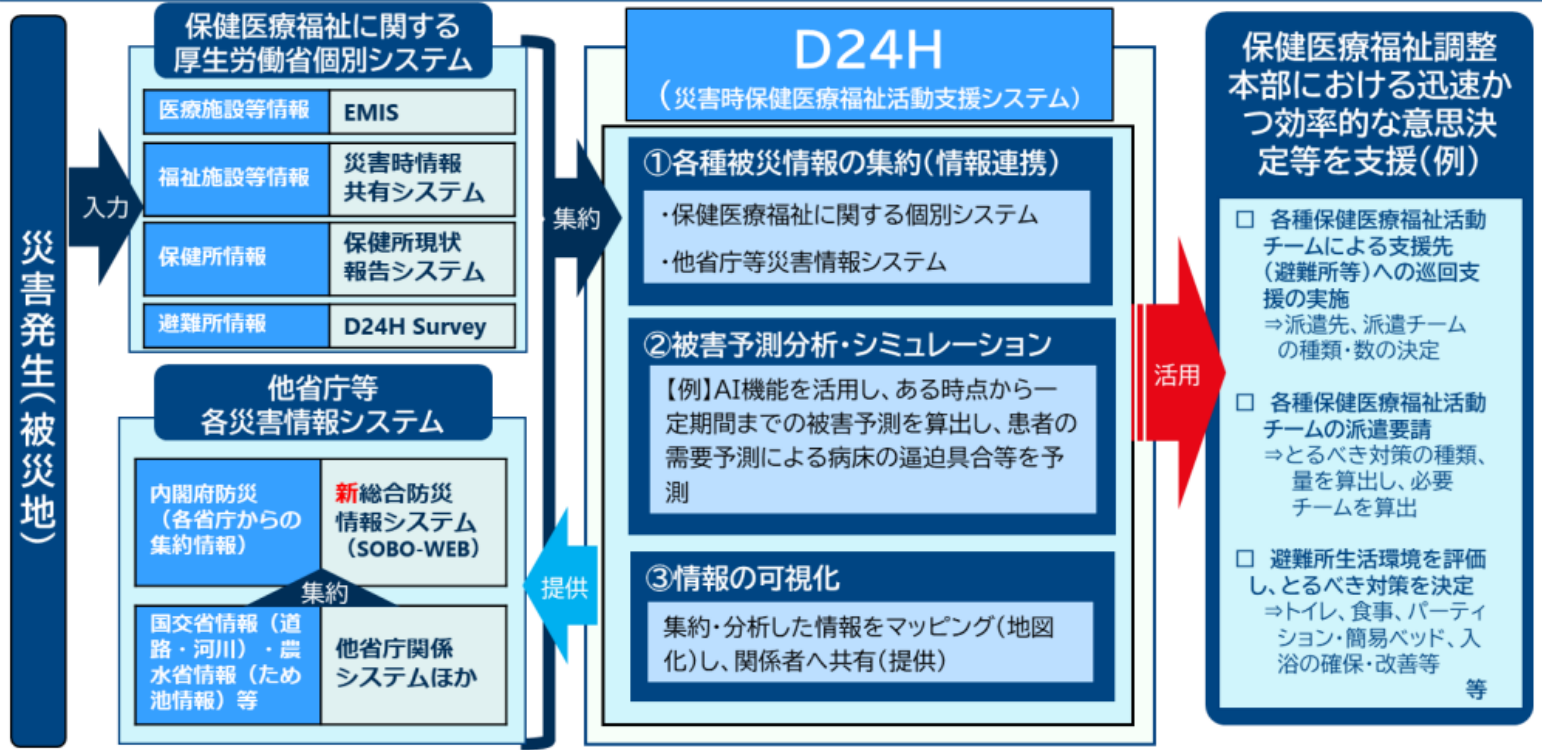 災害発生(被災地)
入力
保健医療福祉に関する
厚生労働省個別システム
医療施設等情報
EMIS
福祉施設等情報
災害時情報
共有システム
保健所情報
保健所現状
報告システム
避難所情報
D24H Survey
他省庁等
各災害情報システム
内閣府防災
（各省庁からの
集約情報）
新総合防災
情報システム
（SOBO-WEB）
集約
国交省情報（道
路・河川）・農
水省情報（ため
池情報）等
他省庁関係
システムほか
集約
提供
D24H
（災害時保健医療福祉活動支援システム）
①各種被災情報の集約(情報連携)
・保健医療福祉に関する個別システム
・他省庁等災害情報システム
②被害予測分析・シミュレーション
【例】AI機能を活用し、ある時点から一
定期間までの被害予測を算出し、患者の
需要予測による病床の逼迫具合等を予
測
③情報の可視化
集約・分析した情報をマッピング(地図
化)し、関係者へ共有(提供)
活用
保健医療福祉調整
本部における迅速か
つ効率的な意思決
定等を支援(例)
□ 各種保健医療福祉活動
チームによる支援先
(避難所等)への巡回支
援の実施
⇒派遣先、派遣チーム
の種類・数の決定
□ 各種保健医療福祉活動
チームの派遣要請
⇒とるべき対策の種類、
量を算出し、必要
チームを算出
□ 避難所生活環境を評価
し、とるべき対策を決定
⇒トイレ、食事、パーティ
ション・簡易ベッド、入
浴の確保・改善等
等